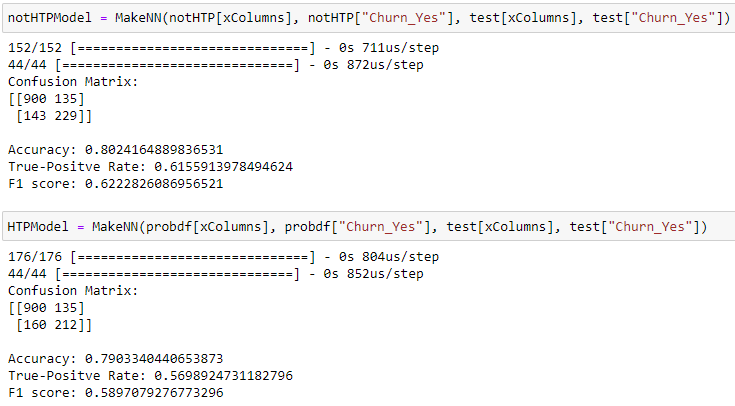 notHTPModel = MakeNN(notHTP[xColumns], notHTP["Churn_Yes"], test[xColumns], test["Churn_Yes"])
152/152 [==============================] - 0s 711us/step
44/44 [==============================] - 0s 872us/step
Confusion Matrix:
[[900 135]
 [143 229]]
Accuracy: 0.8024164889836531
True-Positve Rate: 0.6155913978494624
F1 score: 0.6222826086956521
HTPModel = MakeNN(probdf[xColumns], probdf["Churn_Yes"], test[xColumns], test["Churn_Yes"])
176/176 [==============================] - 0s 804us/step
44/44 [==============================] - 0s 852us/step
Confusion Matrix:
[[900 135]
 [160 212]]
Accuracy: 0.7903340440653873
True-Positve Rate: 0.5698924731182796
F1 score: 0.5897079276773296